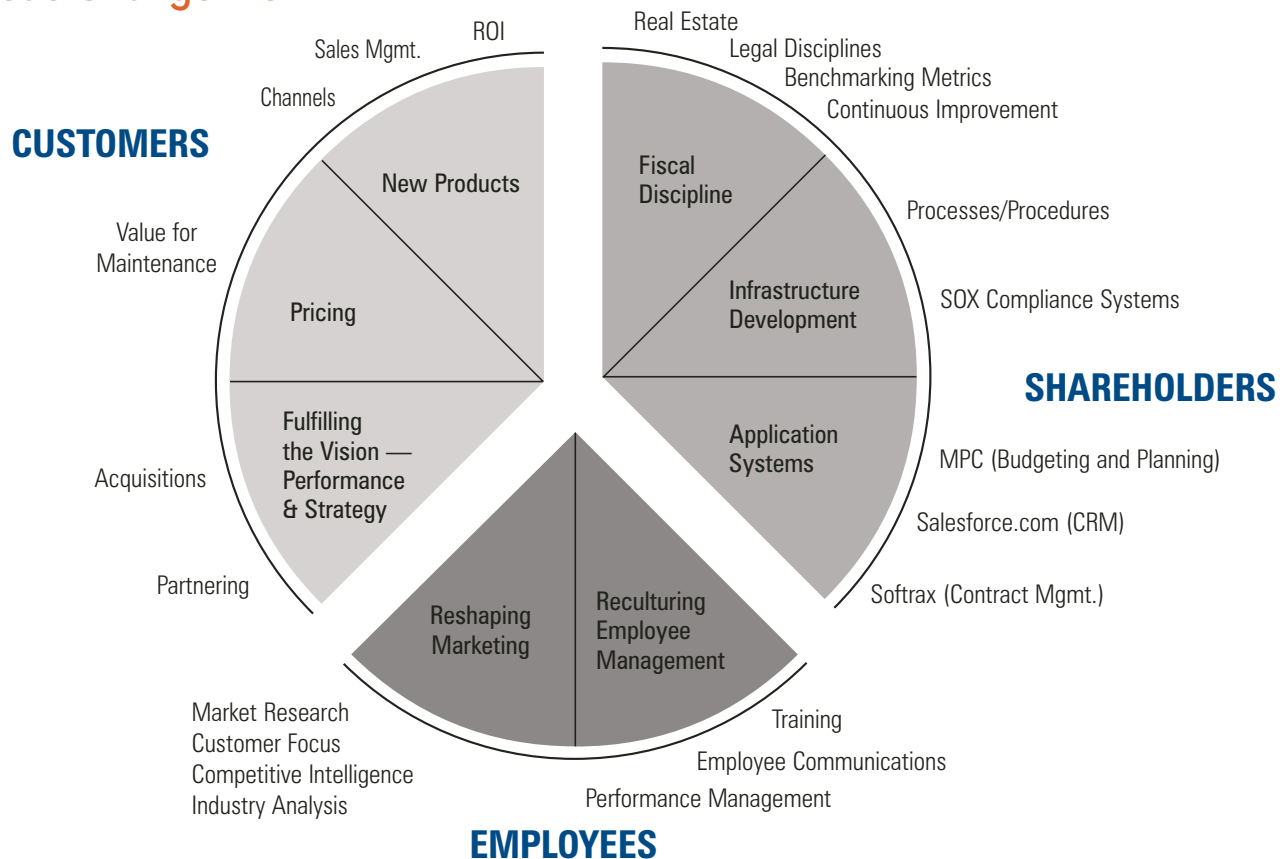 ROI
Sales Mgmt.
Channels
CUSTOMERS
New Products
Value for
Maintenance
Pricing
Fulfilling
the Vision —
Performance
& Strategy
Acquisitions
Partnering
Real Estate
Legal Disciplines
Benchmarking Metrics
Continuous Improvement
Fiscal
Discipline
Processes/Procedures
Infrastructure
Development
SOX Compliance Systems
SHAREHOLDERS
Application
Systems
MPC (Budgeting and Planning)
Salesforce.com (CRM)
Softrax (Contract Mgmt.)
Reshaping
Marketing
Reculturing
Employee
Management
Market Research
Customer Focus
Competitive Intelligence
Industry Analysis
Training
Employee Communications
Performance Management
EMPLOYEES